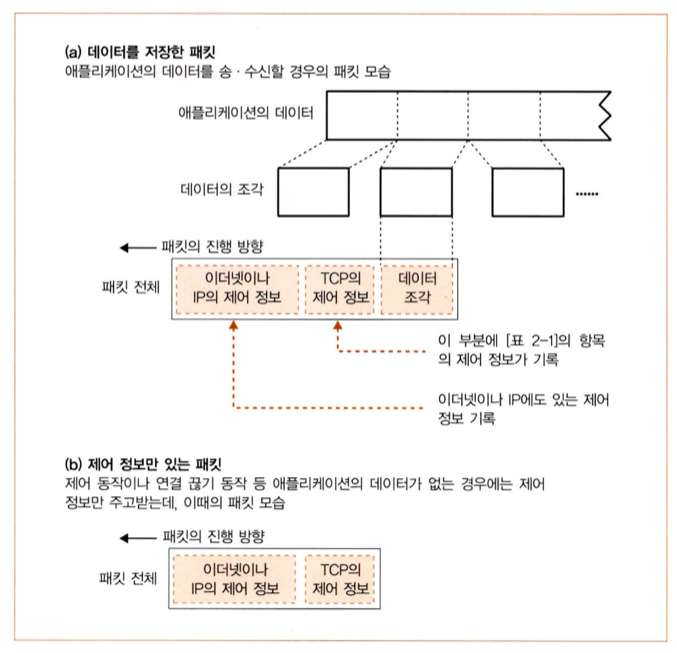 (a) 데이터를 저장한 패킷
애플리케이션의 데이터를 송·수신할 경우의 패킷 모습
애플리케이션의 데이터
데이터의 조각
......
패킷의 진행 방향
패킷 전체
이더넷이나
IP의 제어 정보
TCP의
제어 정보
데이터
조각
이 부분에 [표 2-1]의 항목
의 제어 정보가 기록
이더넷이나 IP에도 있는 제어
정보 기록
(b) 제어 정보만 있는 패킷
제어 동작이나 연결 끊기 동작 등 애플리케이션의 데이터가 없는 경우에는 제어
정보만 주고받는데, 이때의 패킷 모습
패킷의 진행 방향
패킷 전체
이더넷이나
IP의 제어 정보
TCP의
제어 정보